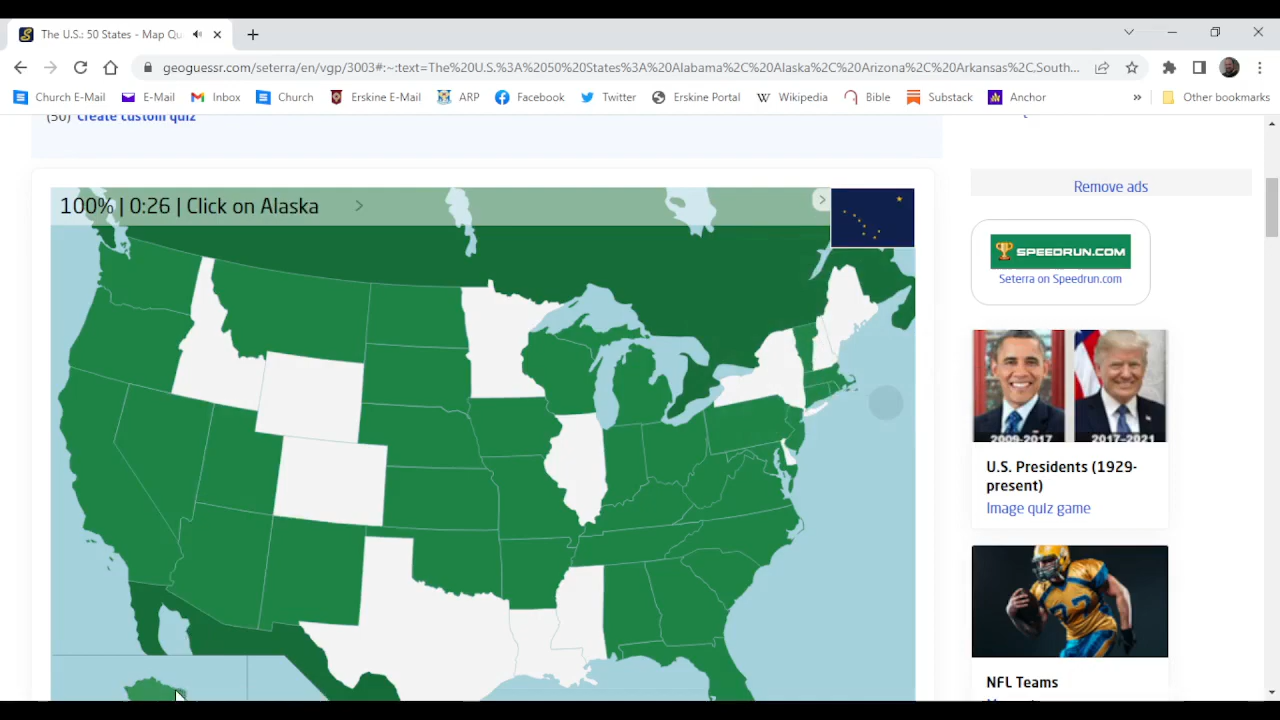 The U.S.: 50 States - Map Qu
geoguessr.com/seterra/en/vgp/3003#:~:text=The%20U.S.%3A%2050%20States%3A%20Alabama%2C%20Alaska%2C%20Arizona%2C%20Arkansas%2C,South...
Church E-Mail E-Mail Inbox Church Erskine E-Mail ARP Facebook Twitter Erskine Portal Wikipedia Bible Substack Anchor » Other bookmarks
(50) Create custom quiz
100% | 0:26 | Click on Alaska >
Remove ads
SPEEDRUN.COM
Seterra on Speedrun.com
2009-2017 2017-2021
U.S. Presidents (1929-
present)
Image quiz game
NFL Teams